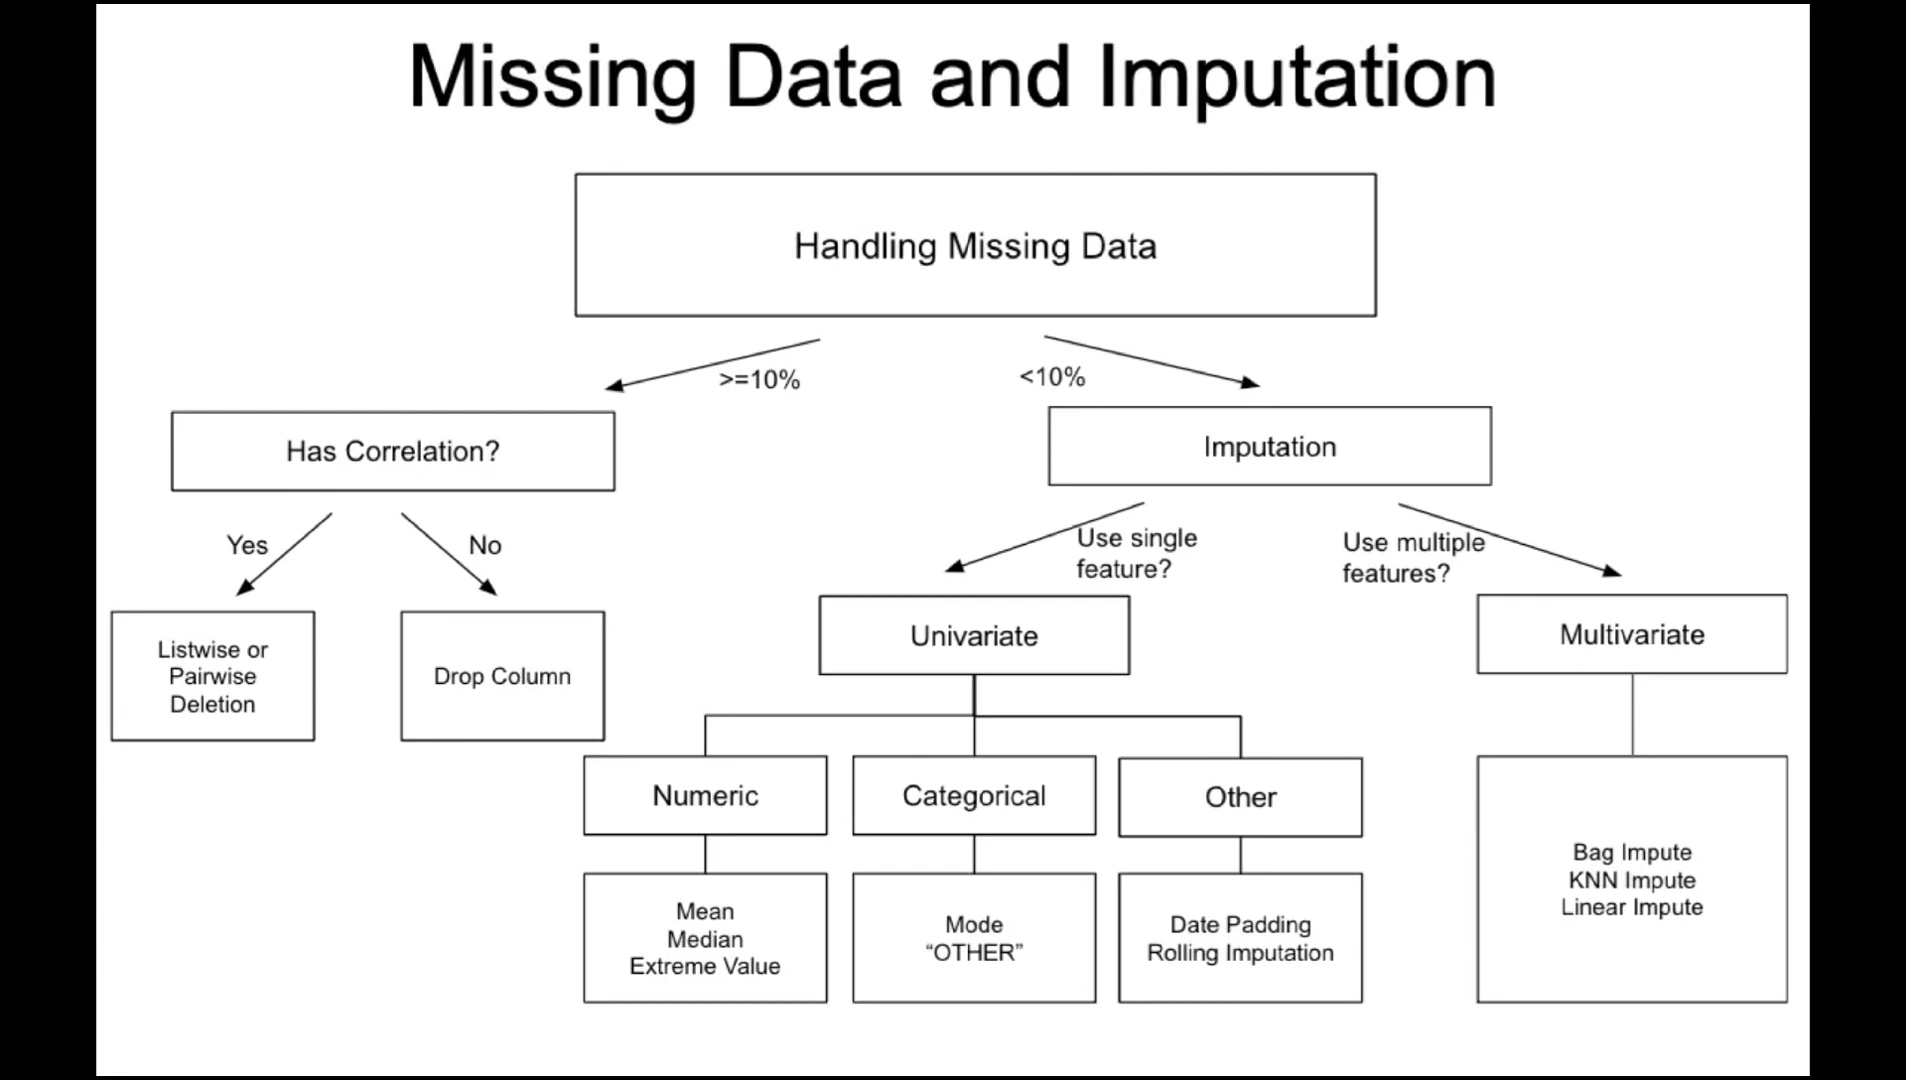 Missing Data and Imputation
Handling Missing Data
>=10%
<10%
Has Correlation?
Imputation
Yes
No
Use single
feature?
Use multiple
features?
Listwise or
Pairwise
Deletion
Drop Column
Univariate
Multivariate
Numeric
Categorical
Other
Mean
Median
Extreme Value
Mode
“OTHER”
Date Padding
Rolling Imputation
Bag Impute
KNN Impute
Linear Impute